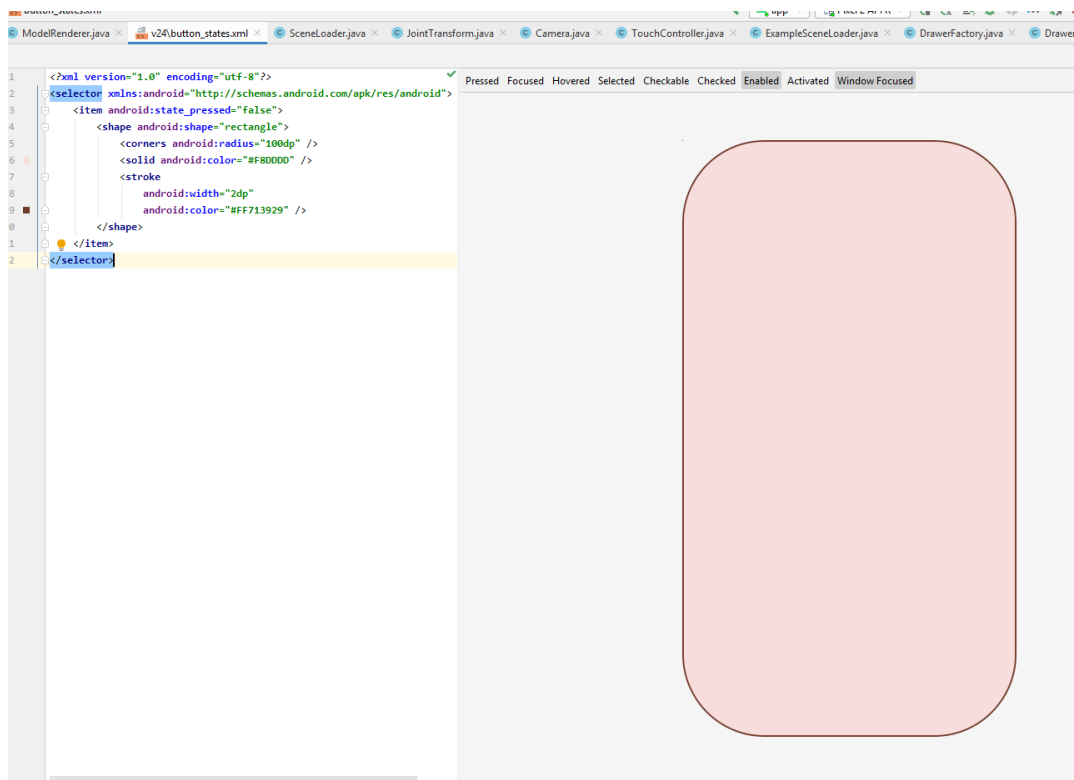 button_states.xml
ModelRenderer.java v24\button_states.xml SceneLoader.java JointTransform.java Camera.java TouchController.java ExampleSceneLoader.java DrawerFactory.java Drawer
Pressed Focused Hovered Selected Checkable Checked Enabled Activated Window Focused
1 <?xml version="1.0" encoding="utf-8"?>
2 <selector xmlns:android="http://schemas.android.com/apk/res/android">
3 <item android:state_pressed="false">
4 <shape android:shape="rectangle">
5 <corners android:radius="100dp" />
6 <solid android:color="#F8DDDD" />
7 <stroke
8 android:width="2dp"
9 android:color="#FF713929" />
0 </shape>
1 </item>
2 </selector>